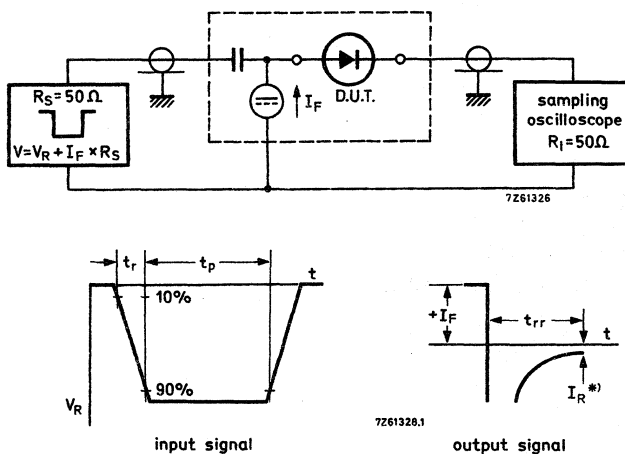 R_S = 50 Ω
V = V_R + I_F × R_S
I_F
D.U.T.
sampling
oscilloscope
R_I = 50 Ω
7Z61326
t_r
t_p
t
10%
90%
V_R
input signal
+I_F
t_rr
t
I_R *)
7Z61328.1
output signal